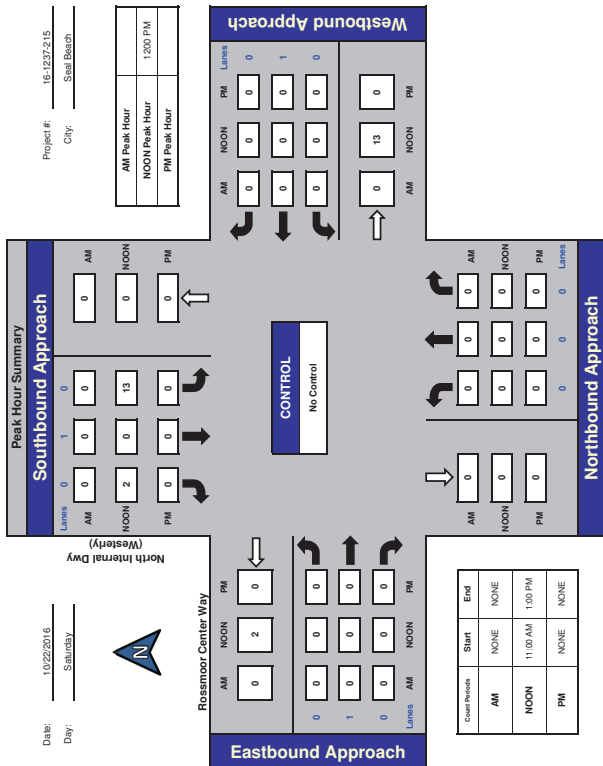 Date: 10/22/2016
Day: Saturday
Project #: 16-1237-215
City: Seal Beach
Peak Hour Summary
Southbound Approach
Lanes 0 1 0
AM 0 0 0 0 AM
NOON 2 0 13 0 NOON
PM 0 0 0 0 PM
North Internal Dwy
(Westerly)
N
AM Peak Hour
NOON Peak Hour 1200 PM
PM Peak Hour
Rossmoor Center Way
AM NOON PM
0 2 0
0 0 0 0
1 0 0 0
0 0 0 0
Lanes AM NOON PM
Eastbound Approach
CONTROL
No Control
AM NOON PM Lanes
0 0 0 0
0 0 0 1
0 0 0 0
0 13 0
AM NOON PM
Westbound Approach
Count Periods Start End
AM NONE NONE
NOON 11:00 AM 1:00 PM
PM NONE NONE
AM 0 0 0 0 AM
NOON 0 0 0 0 NOON
PM 0 0 0 0 PM
0 0 0 Lanes
Northbound Approach